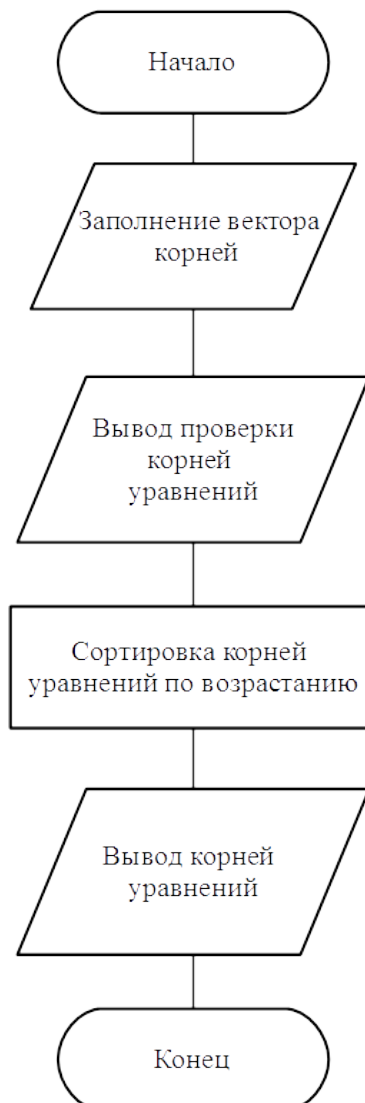 Начало
Заполнение вектора
корней
Вывод проверки
корней
уравнений
Сортировка корней
уравнений по возрастанию
Вывод корней
уравнений
Конец